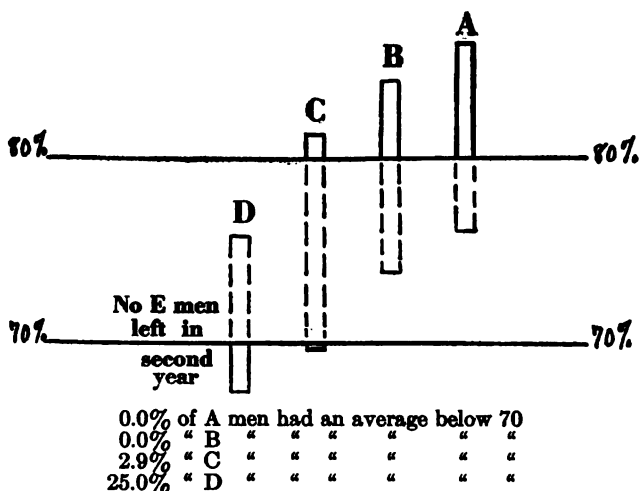 A
B
C
80% 80%
D
No E men
left in
70% 70%
second
year
0.0% of A men had an average below 70
0.0% “ B “ “ “ “ “ “
2.9% “ C “ “ “ “ “ “
25.0% “ D “ “ “ “ “ “